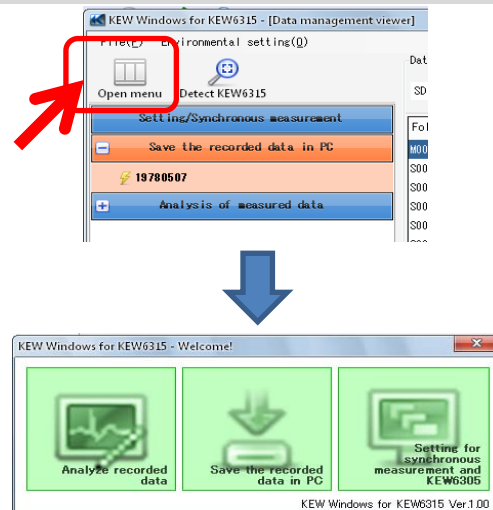 KEW Windows for KEW6315 - [Data management viewer]
File(F) Environmental setting(O)
Open menu
Detect KEW6315
Dat
SD
Setting/Synchronous measurement
Save the recorded data in PC
19780507
Analysis of measured data
Fol
M00
S00
S00
S00
S00
KEW Windows for KEW6315 - Welcome!
Analyze recorded
data
Save the recorded
data in PC
Setting for
synchronous
measurement and
KEW6305
KEW Windows for KEW6315 Ver.1.00